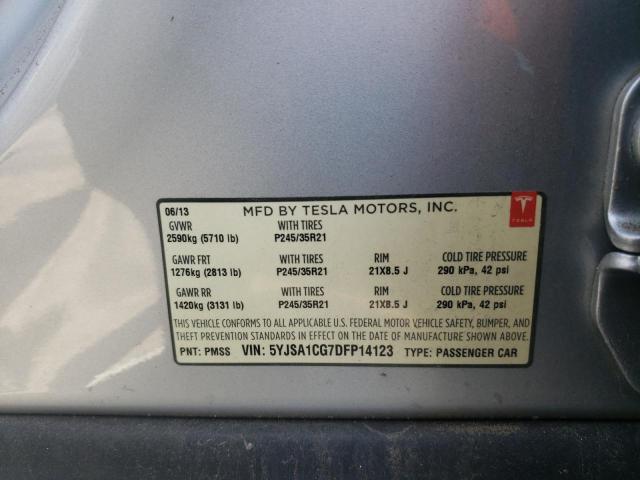 06/13 MFD BY TESLA MOTORS, INC.
TESLA
GVWR WITH TIRES
2590kg (5710 lb) P245/35R21
GAWR FRT WITH TIRES RIM COLD TIRE PRESSURE
1276kg (2813 lb) P245/35R21 21X8.5 J 290 kPa, 42 psi
GAWR RR WITH TIRES RIM COLD TIRE PRESSURE
1420kg (3131 lb) P245/35R21 21X8.5 J 290 kPa, 42 psi
THIS VEHICLE CONFORMS TO ALL APPLICABLE U.S. FEDERAL MOTOR VEHICLE SAFETY, BUMPER, AND
THEFT PREVENTION STANDARDS IN EFFECT ON THE DATE OF MANUFACTURE SHOWN ABOVE.
PNT: PMSS VIN: 5YJSA1CG7DFP14123 TYPE: PASSENGER CAR